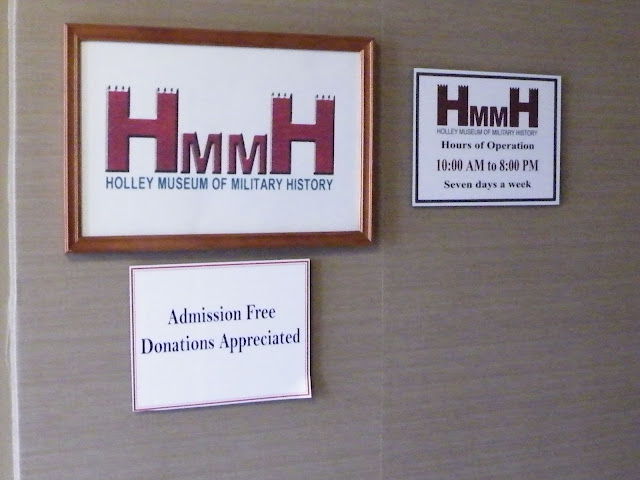 HMMH
HOLLEY MUSEUM OF MILITARY HISTORY
HMMH
HOLLEY MUSEUM OF MILITARY HISTORY
Hours of Operation
10:00 AM to 8:00 PM
Seven days a week
Admission Free
Donations Appreciated